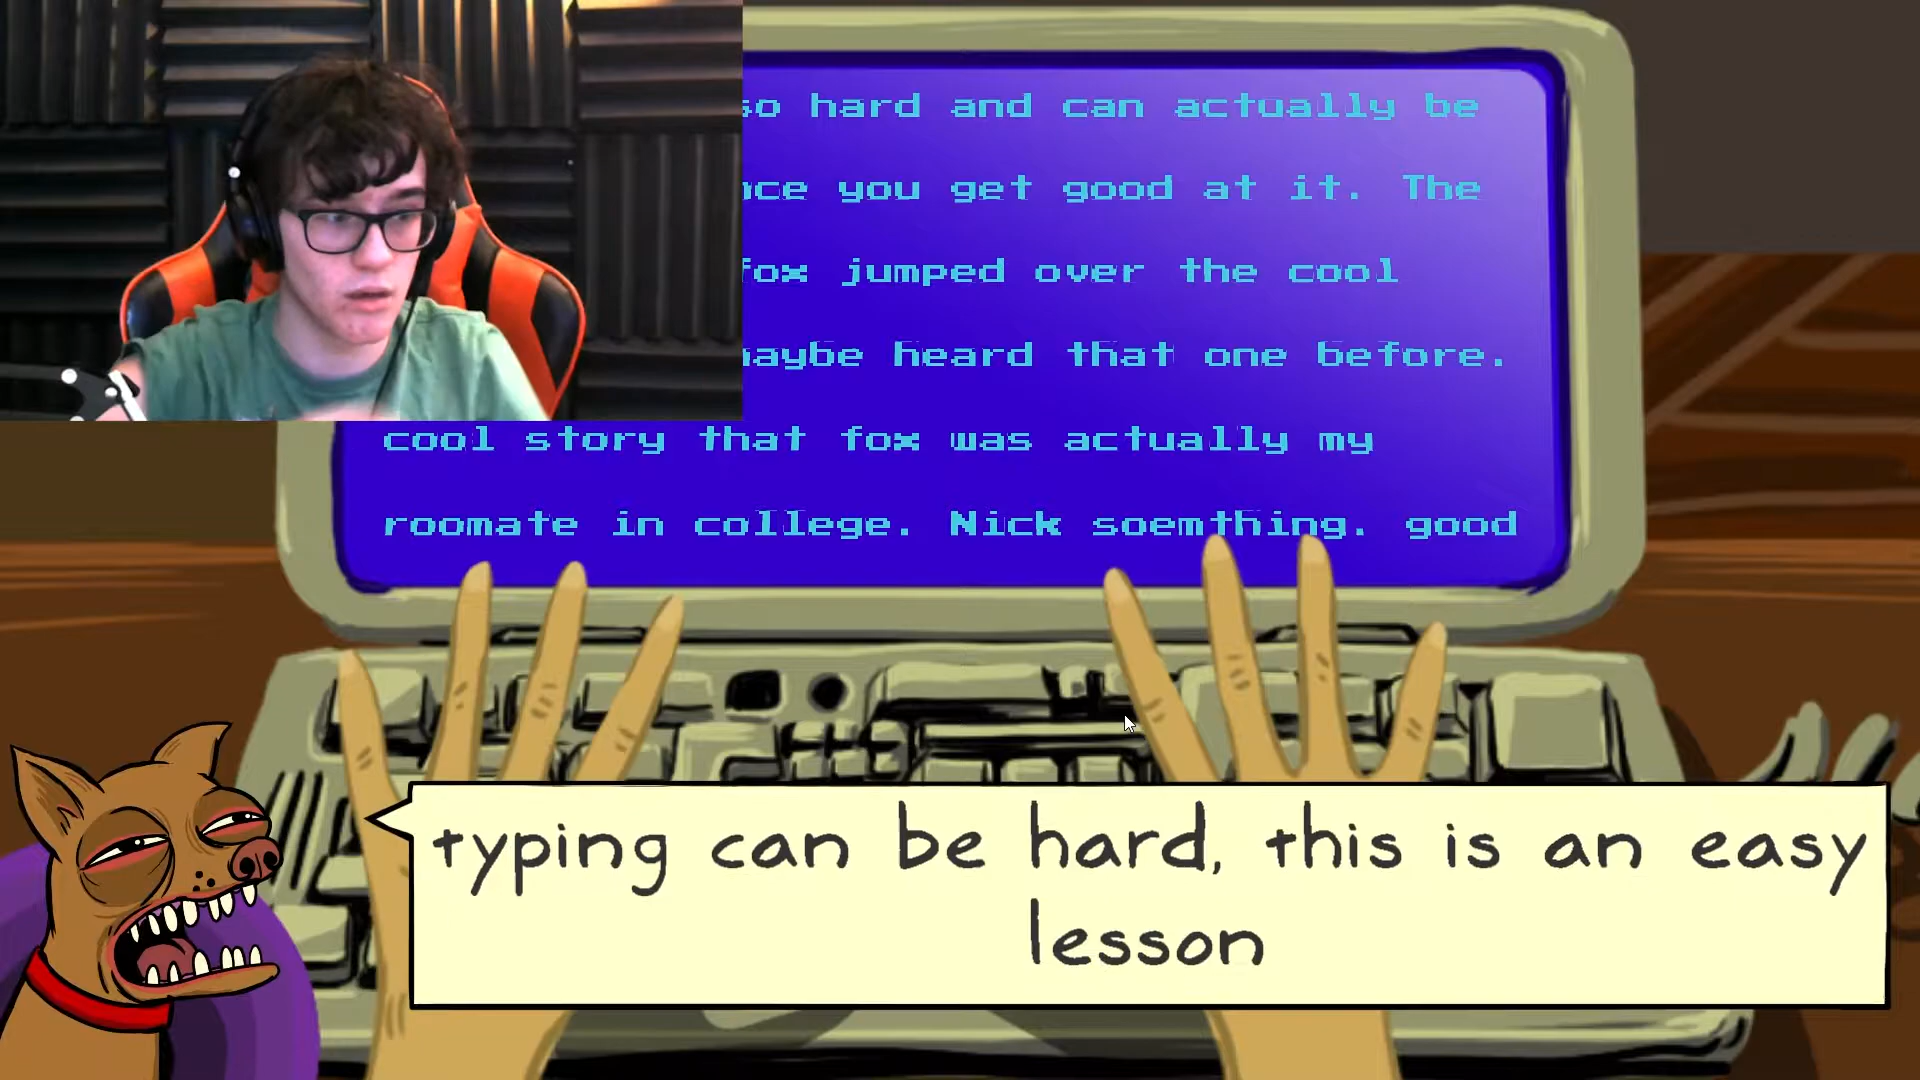 so hard and can actually be
you get good at it. The
fox jumped over the cool
heard that one before.
cool story that fox was actually my
roomate in college. Nick soemthing. good
typing can be hard, this is an easy
lesson